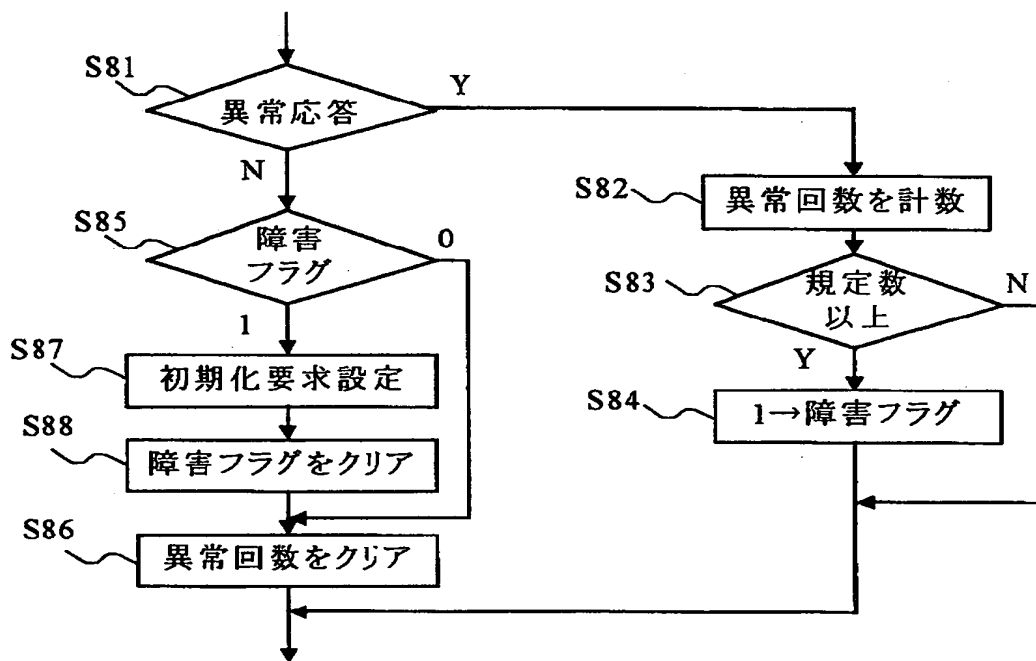 S81
異常応答
Y
N
S82
異常回数を計数
S85
障害
フラグ
0
S83
規定数
以上
N
1
Y
S87
初期化要求設定
S84
1→障害フラグ
S88
障害フラグをクリア
S86
異常回数をクリア